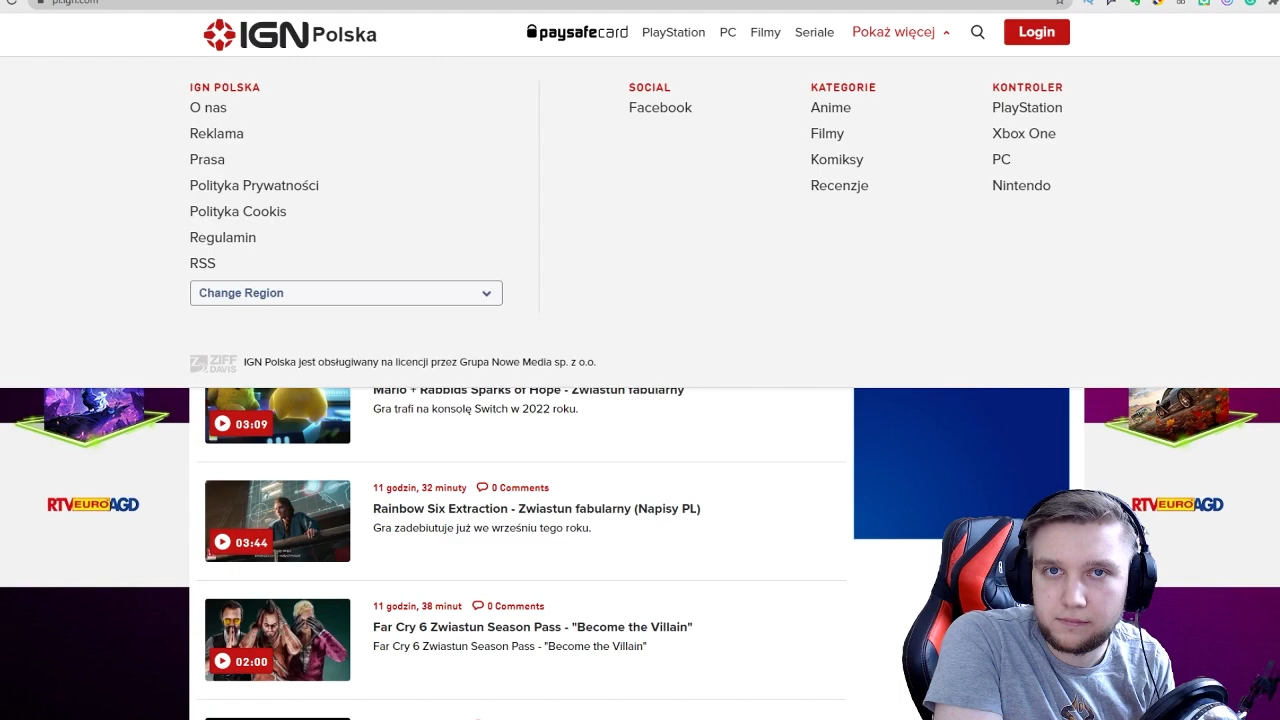 pl.ign.com
IGN Polska
paysafecard
PlayStation
PC
Filmy
Seriale
Pokaż więcej
Login
IGN POLSKA
O nas
Reklama
Prasa
Polityka Prywatności
Polityka Cookis
Regulamin
RSS
Change Region
SOCIAL
Facebook
KATEGORIE
Anime
Filmy
Komiksy
Recenzje
KONTROLER
PlayStation
Xbox One
PC
Nintendo
ZIFF DAVIS
IGN Polska jest obsługiwany na licencji przez Grupa Nowe Media sp. z o.o.
Mario + Rabbids Sparks of Hope - Zwiastun fabularny
Gra trafi na konsolę Switch w 2022 roku.
03:09
11 godzin, 32 minuty 0 Comments
Rainbow Six Extraction - Zwiastun fabularny (Napisy PL)
Gra zadebiutuje już we wrześniu tego roku.
03:44
11 godzin, 38 minut 0 Comments
Far Cry 6 Zwiastun Season Pass - "Become the Villain"
Far Cry 6 Zwiastun Season Pass - "Become the Villain"
02:00
RTV EURO AGD
RTV EURO AGD